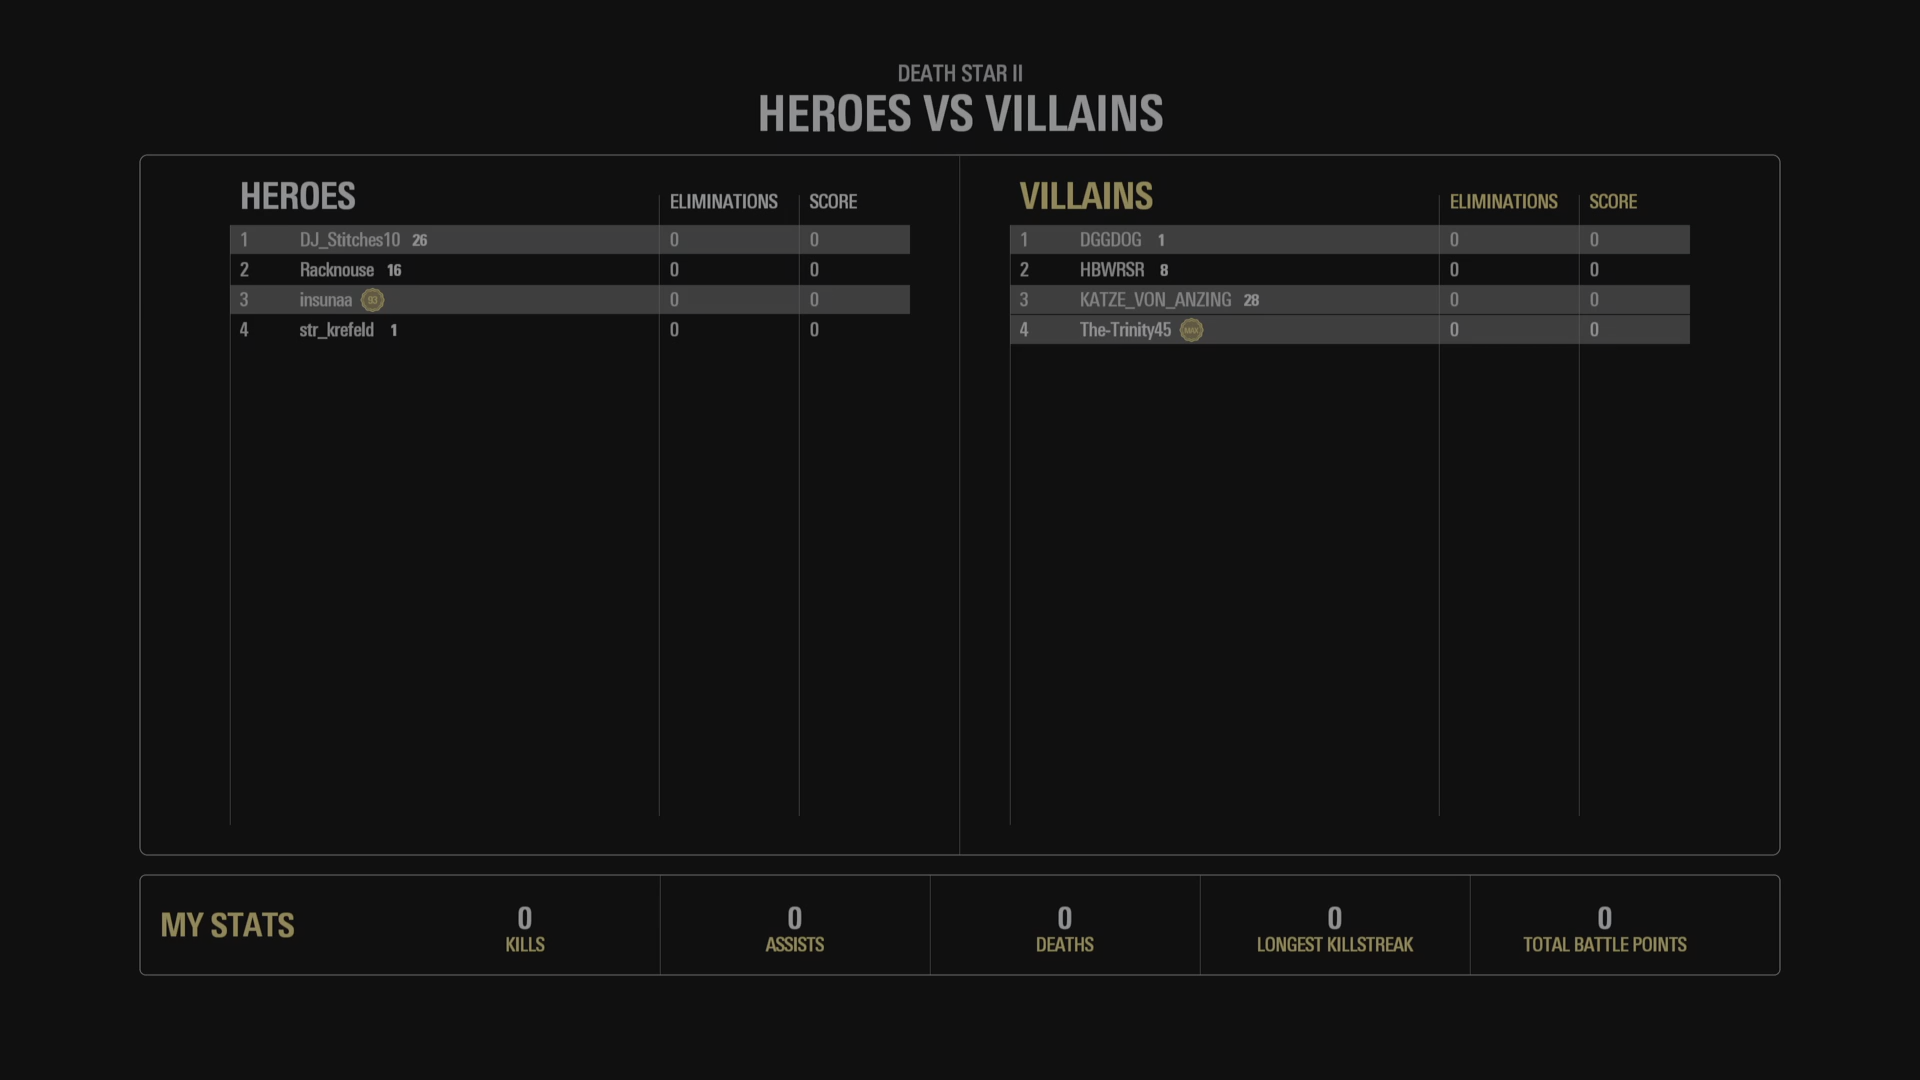 DEATH STAR II
HEROES VS VILLAINS
HEROES ELIMINATIONS SCORE
1 DJ_Stitches10 26 0 0
2 Racknouse 16 0 0
3 insunaa 93 0 0
4 str_krefeld 1 0 0
VILLAINS ELIMINATIONS SCORE
1 DGGDOG 1 0 0
2 HBWRSR 8 0 0
3 KATZE_VON_ANZING 28 0 0
4 The-Trinity45 MAX 0 0
MY STATS
0 KILLS
0 ASSISTS
0 DEATHS
0 LONGEST KILLSTREAK
0 TOTAL BATTLE POINTS